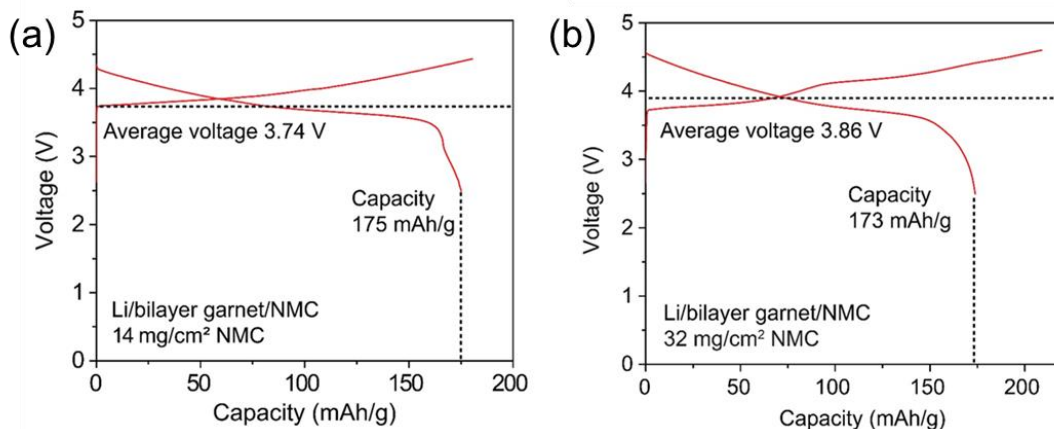 (a)
Voltage (V)
5
4
3
2
1
0
Average voltage 3.74 V
Capacity
175 mAh/g
Li/bilayer garnet/NMC
14 mg/cm² NMC
0 50 100 150 200
Capacity (mAh/g)
(b)
Voltage (V)
5
4
3
2
1
0
Average voltage 3.86 V
Capacity
173 mAh/g
Li/bilayer garnet/NMC
32 mg/cm² NMC
0 50 100 150 200
Capacity (mAh/g)